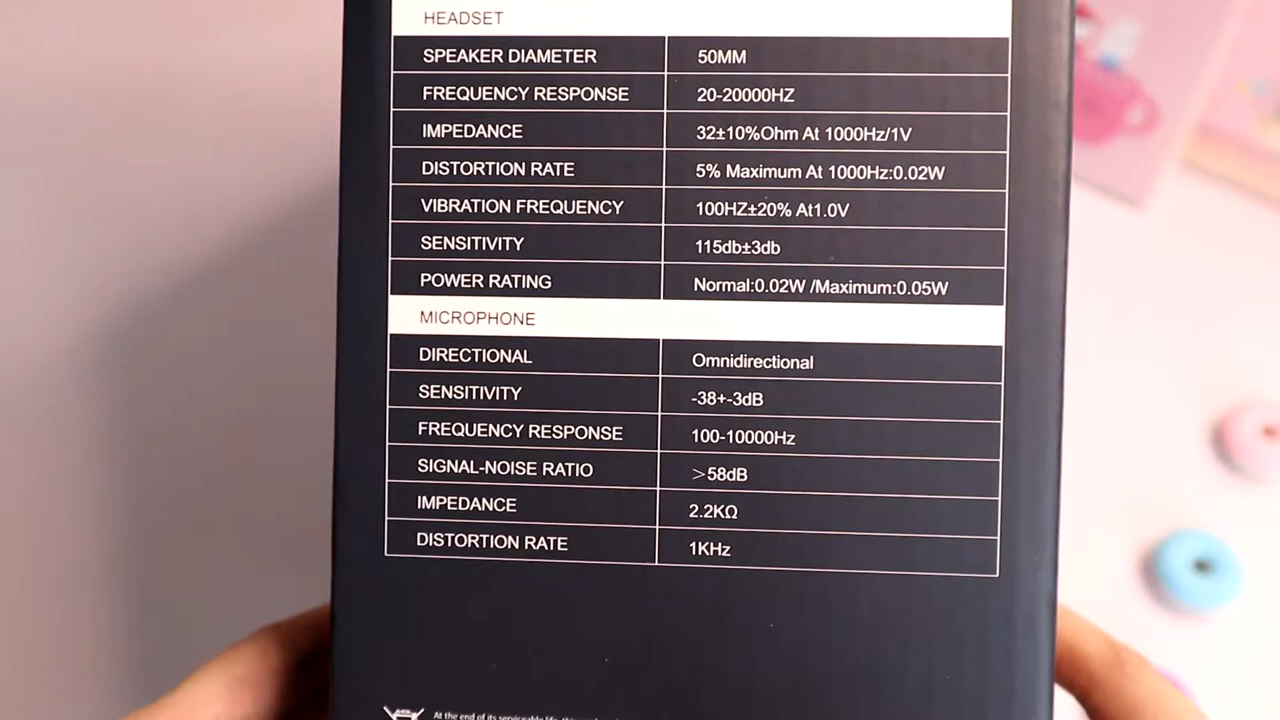 HEADSET
SPEAKER DIAMETER 50MM
FREQUENCY RESPONSE 20-20000HZ
IMPEDANCE 32±10%Ohm At 1000Hz/1V
DISTORTION RATE 5% Maximum At 1000Hz:0.02W
VIBRATION FREQUENCY 100HZ±20% At1.0V
SENSITIVITY 115db±3db
POWER RATING Normal:0.02W /Maximum:0.05W
MICROPHONE
DIRECTIONAL Omnidirectional
SENSITIVITY -38+-3dB
FREQUENCY RESPONSE 100-10000Hz
SIGNAL-NOISE RATIO >58dB
IMPEDANCE 2.2KΩ
DISTORTION RATE 1KHz
At the end of its serviceable life, this